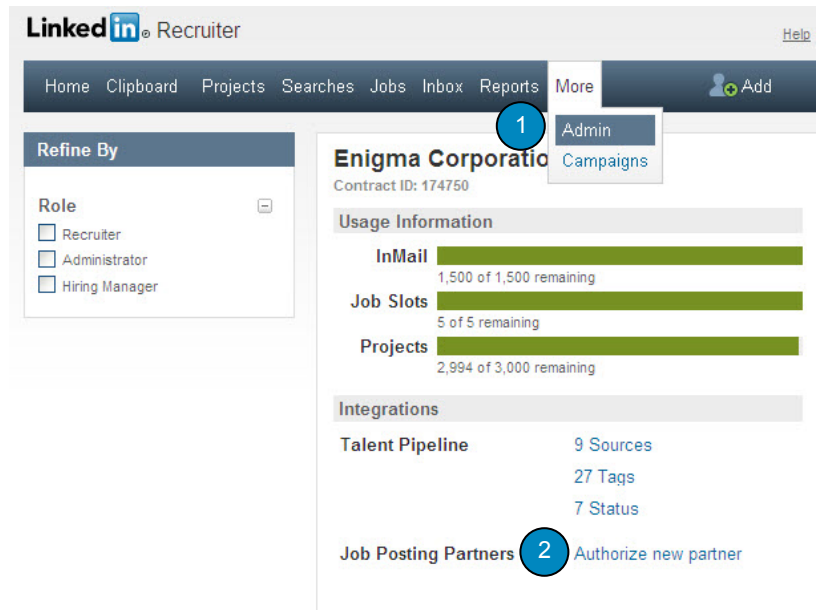 Linked in ® Recruiter
Help
Home Clipboard Projects Searches Jobs Inbox Reports More Add
1
Admin
Campaigns
Refine By
Role
Recruiter
Administrator
Hiring Manager
Enigma Corporatio
Contract ID: 174750
Usage Information
InMail
1,500 of 1,500 remaining
Job Slots
5 of 5 remaining
Projects
2,994 of 3,000 remaining
Integrations
Talent Pipeline 9 Sources
27 Tags
7 Status
Job Posting Partners 2 Authorize new partner